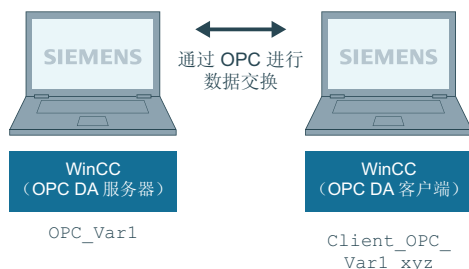 SIEMENS
通过 OPC 进行
数据交换
SIEMENS
WinCC
（OPC DA 服务器）
WinCC
（OPC DA 客户端）
OPC_Var1
Client_OPC_
Var1_xyz